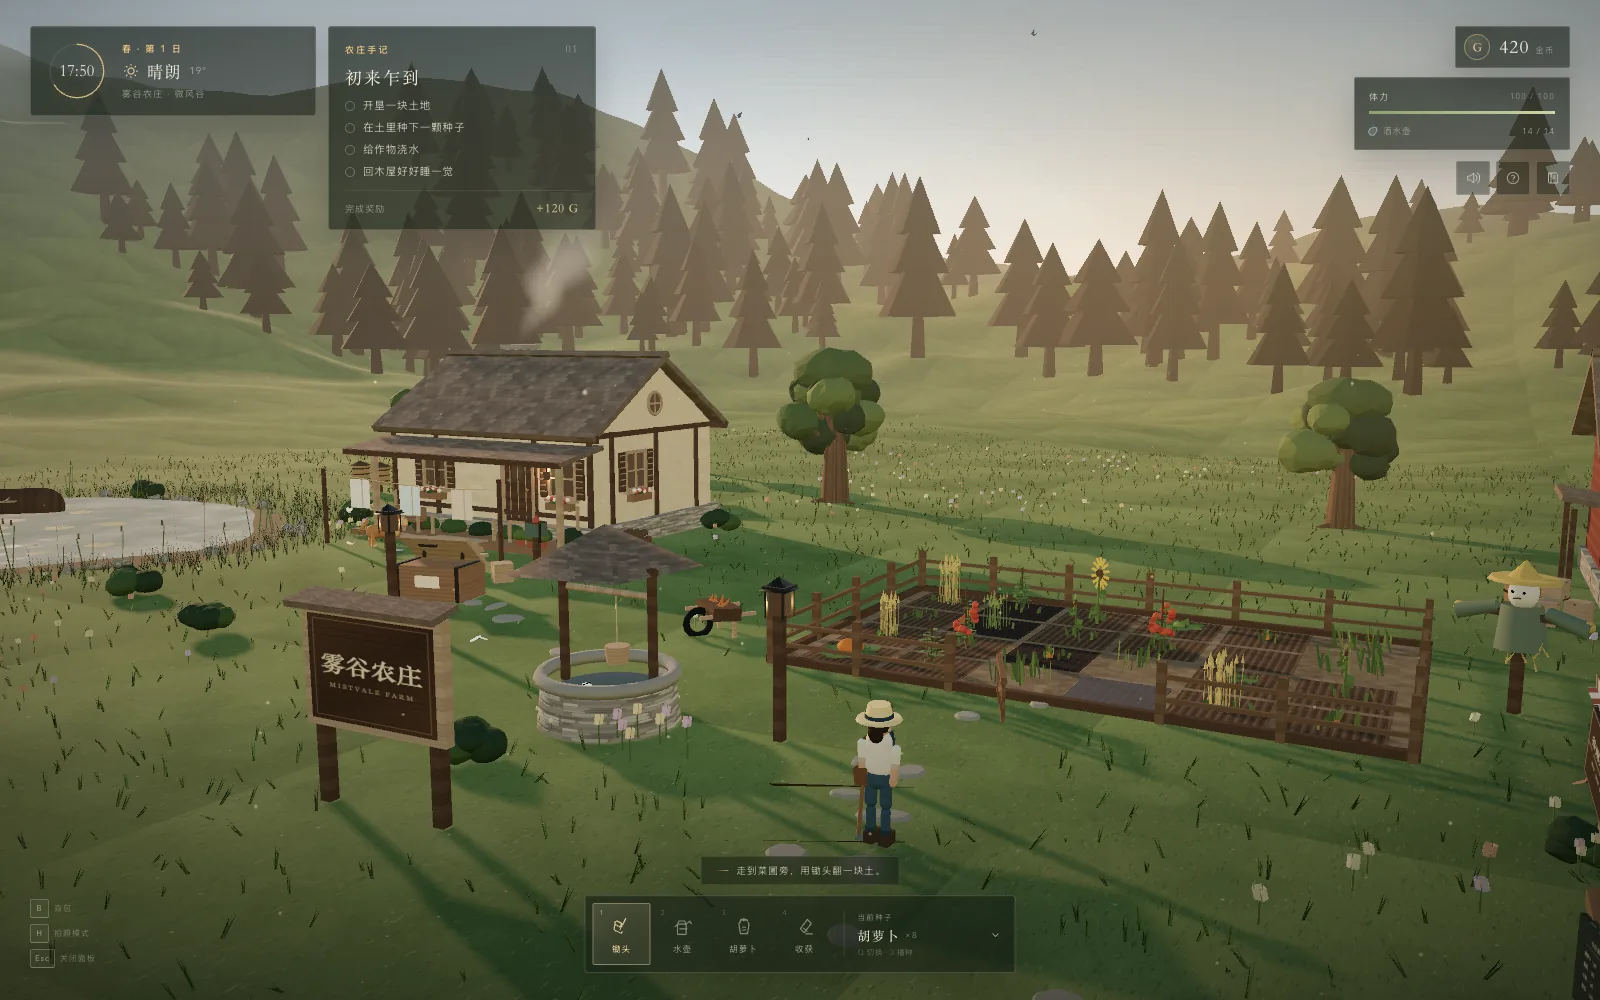 17:50
春 · 第 1 日
晴朗 19°
雾谷农庄 · 微风谷
农庄手记 01
初来乍到
开垦一块土地
在土里种下一颗种子
给作物浇水
回木屋好好睡一觉
完成奖励 +120 G
G 420 金币
体力 100 / 100
洒水壶 14 / 14
雾谷农庄
MISTVALE FARM
一 走到菜圃旁，用锄头翻一块土。
B 背包
H 拍照模式
Esc 关闭面板
1 锄头
2 水壶
3 胡萝卜
4 收获
当前种子
胡萝卜 ×8
Q 切换 · X 播种